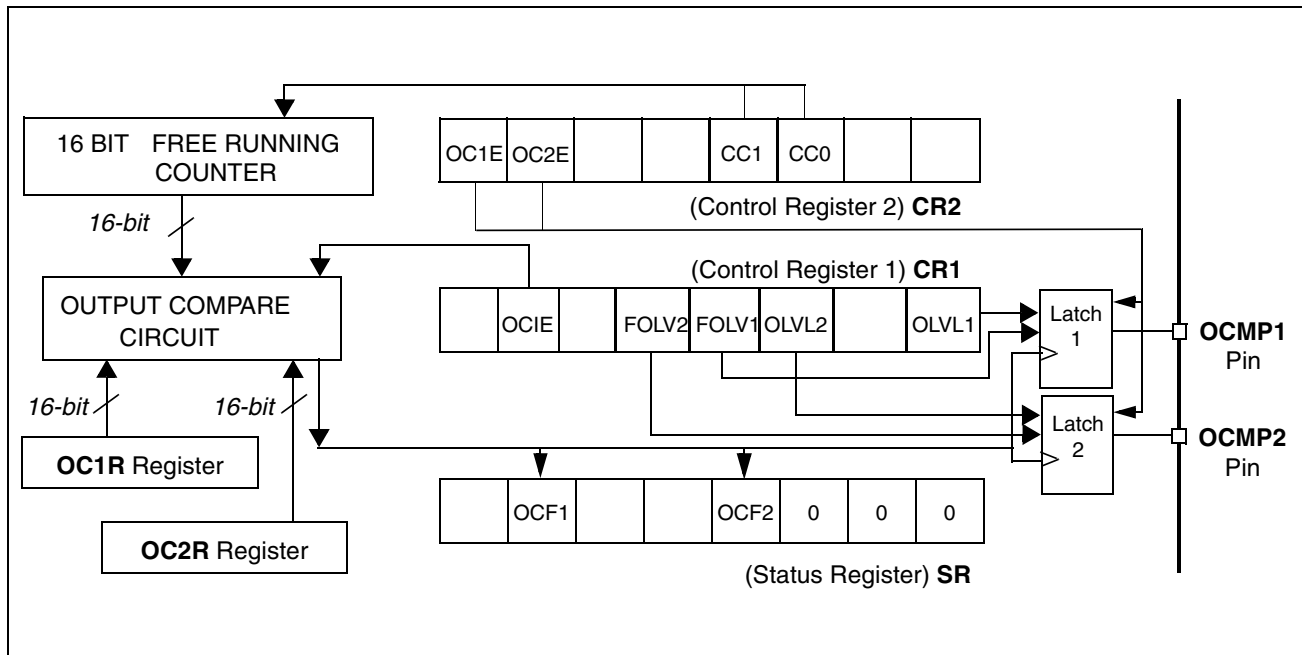 16 BIT FREE RUNNING
COUNTER
OC1E OC2E CC1 CC0
(Control Register 2) CR2
16-bit
(Control Register 1) CR1
OUTPUT COMPARE
CIRCUIT
OCIE FOLV2 FOLV1 OLVL2 OLVL1
Latch
1
OCMP1
Pin
16-bit 16-bit
Latch
2
OCMP2
Pin
OC1R Register
OCF1 OCF2 0 0 0
OC2R Register
(Status Register) SR